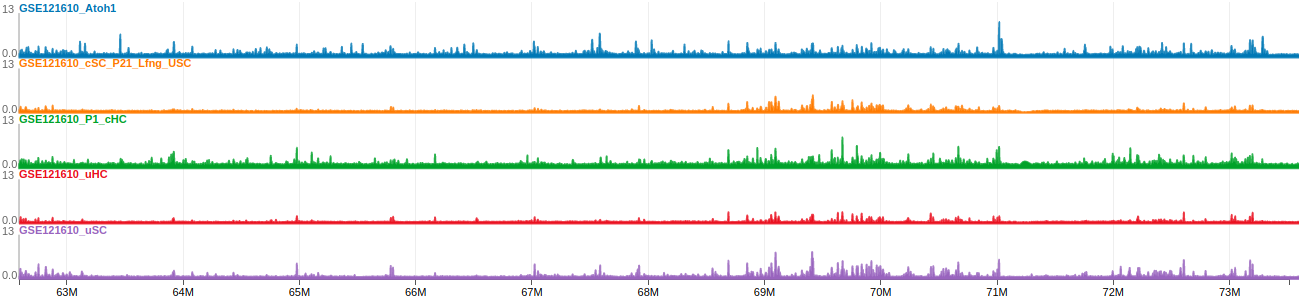 13 GSE121610_Atoh1
0.0
13 GSE121610_cSC_P21_Lfng_USC
0.0
13 GSE121610_P1_cHC
0.0
13 GSE121610_uHC
0.0
13 GSE121610_uSC
0.0
63M 64M 65M 66M 67M 68M 69M 70M 71M 72M 73M